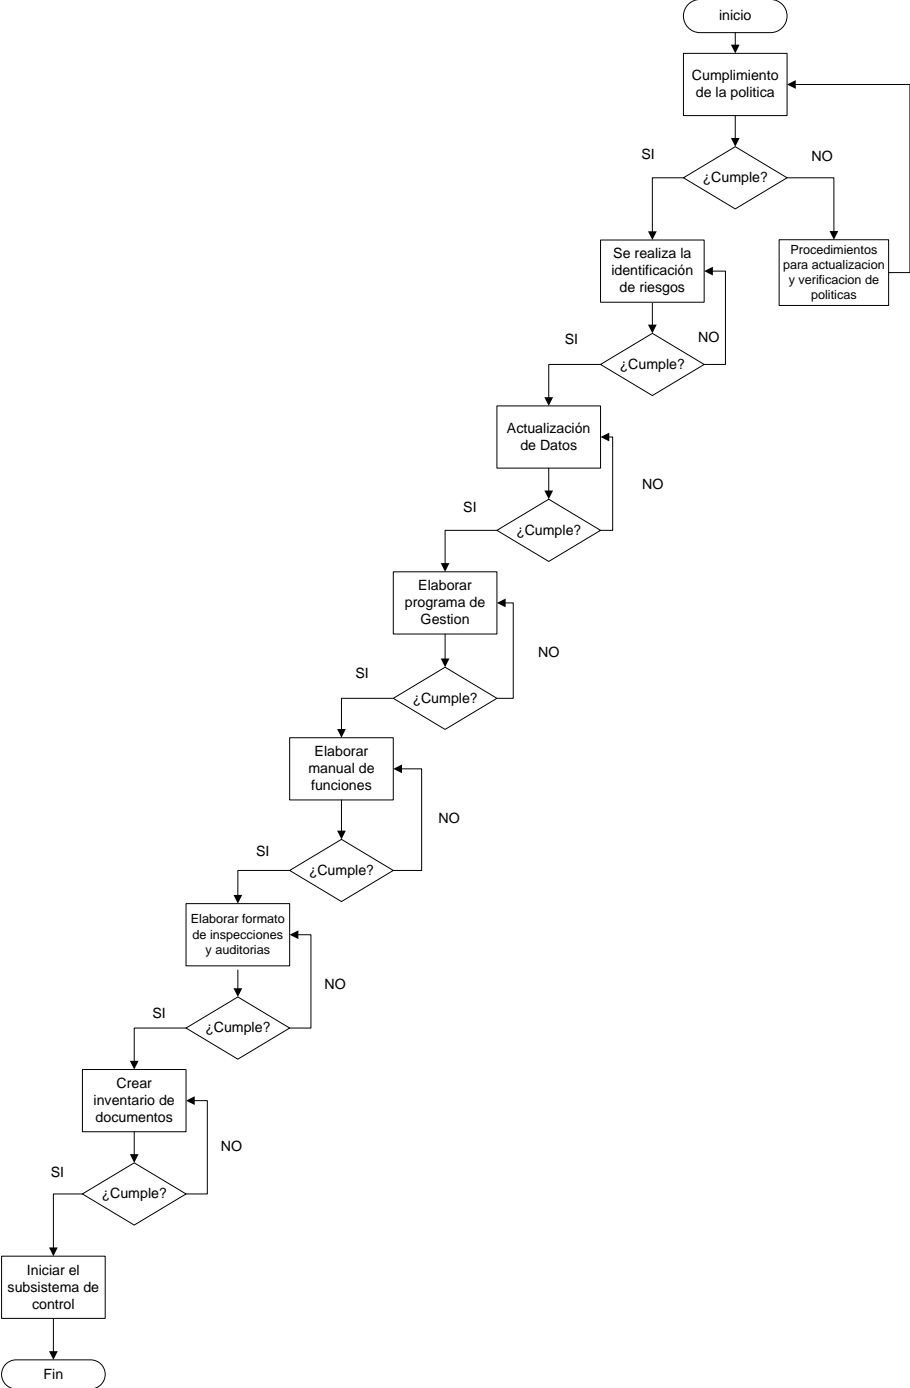 inicio
Cumplimiento
de la politica
SI
NO
¿Cumple?
Se realiza la
identificación
de riesgos
Procedimientos
para actualizacion
y verificacion de
politicas
SI
NO
¿Cumple?
Actualización
de Datos
NO
SI
¿Cumple?
Elaborar
programa de
Gestion
NO
SI
¿Cumple?
Elaborar
manual de
funciones
NO
SI
¿Cumple?
Elaborar formato
de inspecciones
y auditorias
NO
SI
¿Cumple?
Crear
inventario de
documentos
NO
SI
¿Cumple?
Iniciar el
subsistema de
control
Fin